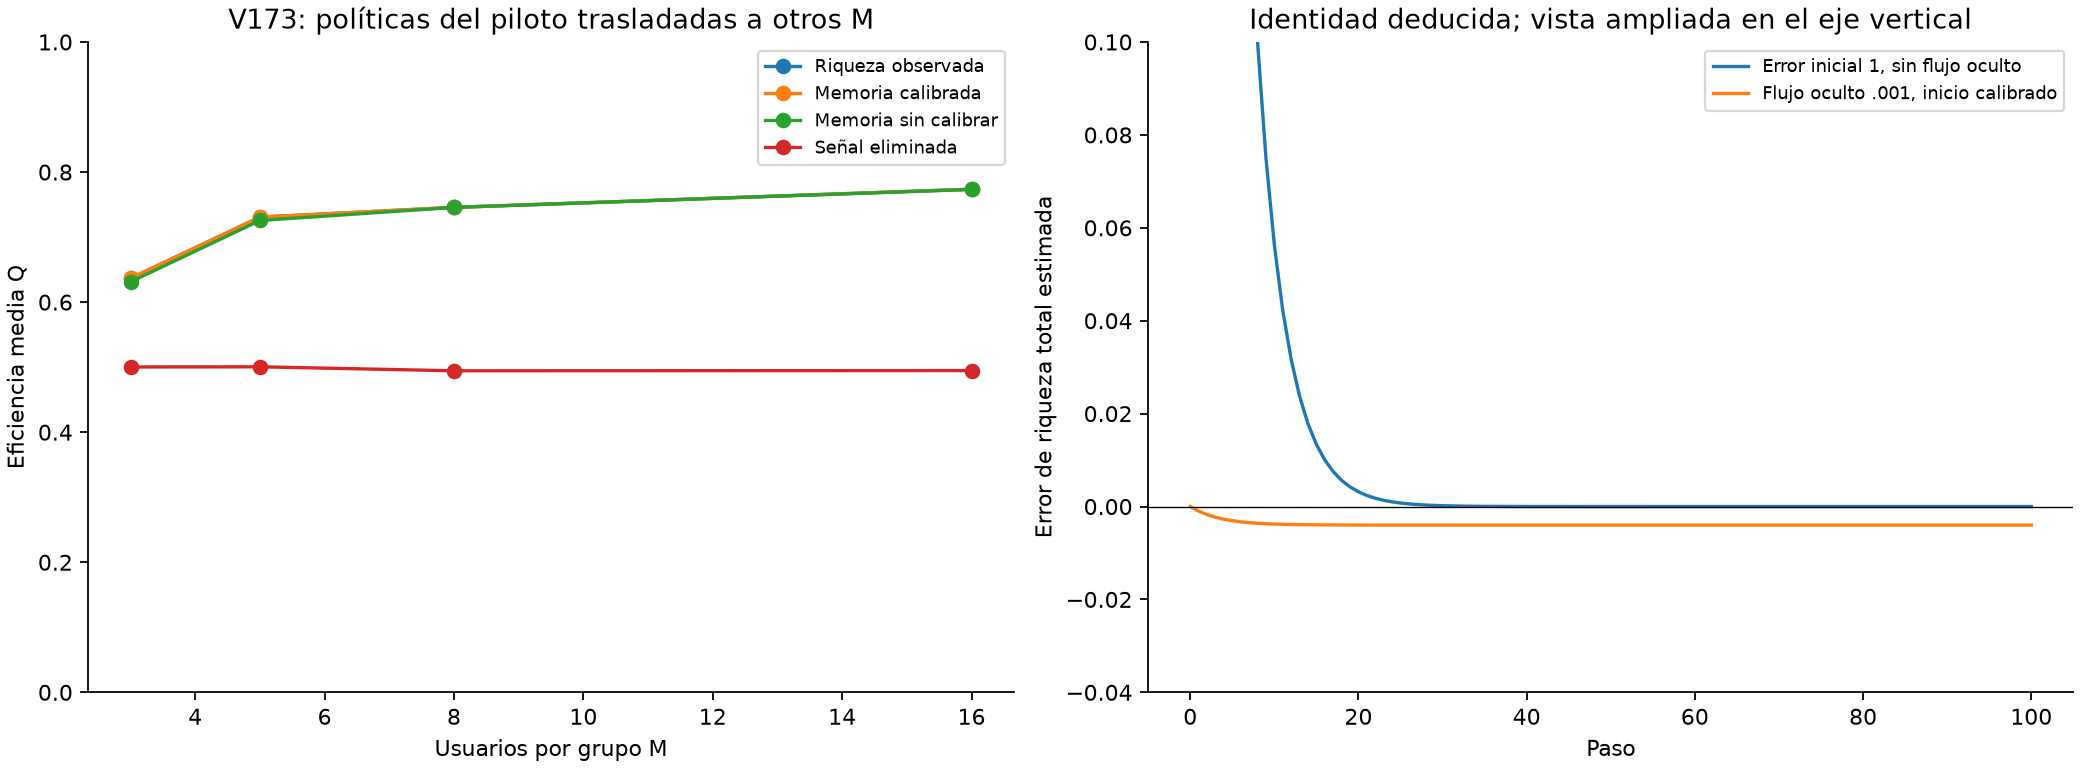 V173: políticas del piloto trasladadas a otros M
Eficiencia media Q
1.0
0.8
0.6
0.4
0.2
0.0
Riqueza observada
Memoria calibrada
Memoria sin calibrar
Señal eliminada
4 6 8 10 12 14 16
Usuarios por grupo M
Identidad deducida; vista ampliada en el eje vertical
Error de riqueza total estimada
0.10
0.08
0.06
0.04
0.02
0.00
−0.02
−0.04
Error inicial 1, sin flujo oculto
Flujo oculto .001, inicio calibrado
0 20 40 60 80 100
Paso